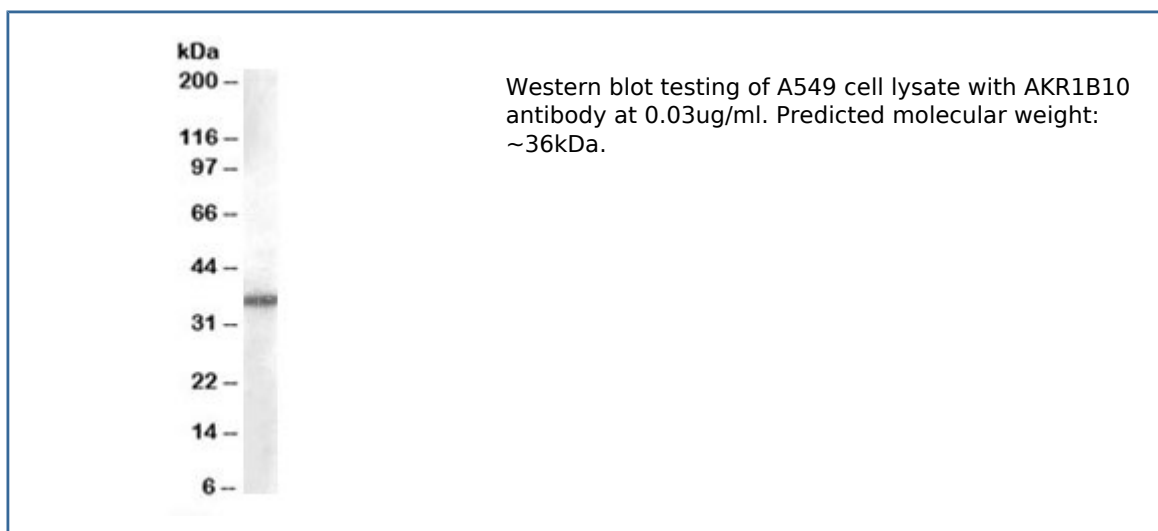 kDa
200 --
116 --
97 --
66 --
44 --
31 --
22 --
14 --
6 --
Western blot testing of A549 cell lysate with AKR1B10
antibody at 0.03ug/ml. Predicted molecular weight:
~36kDa.